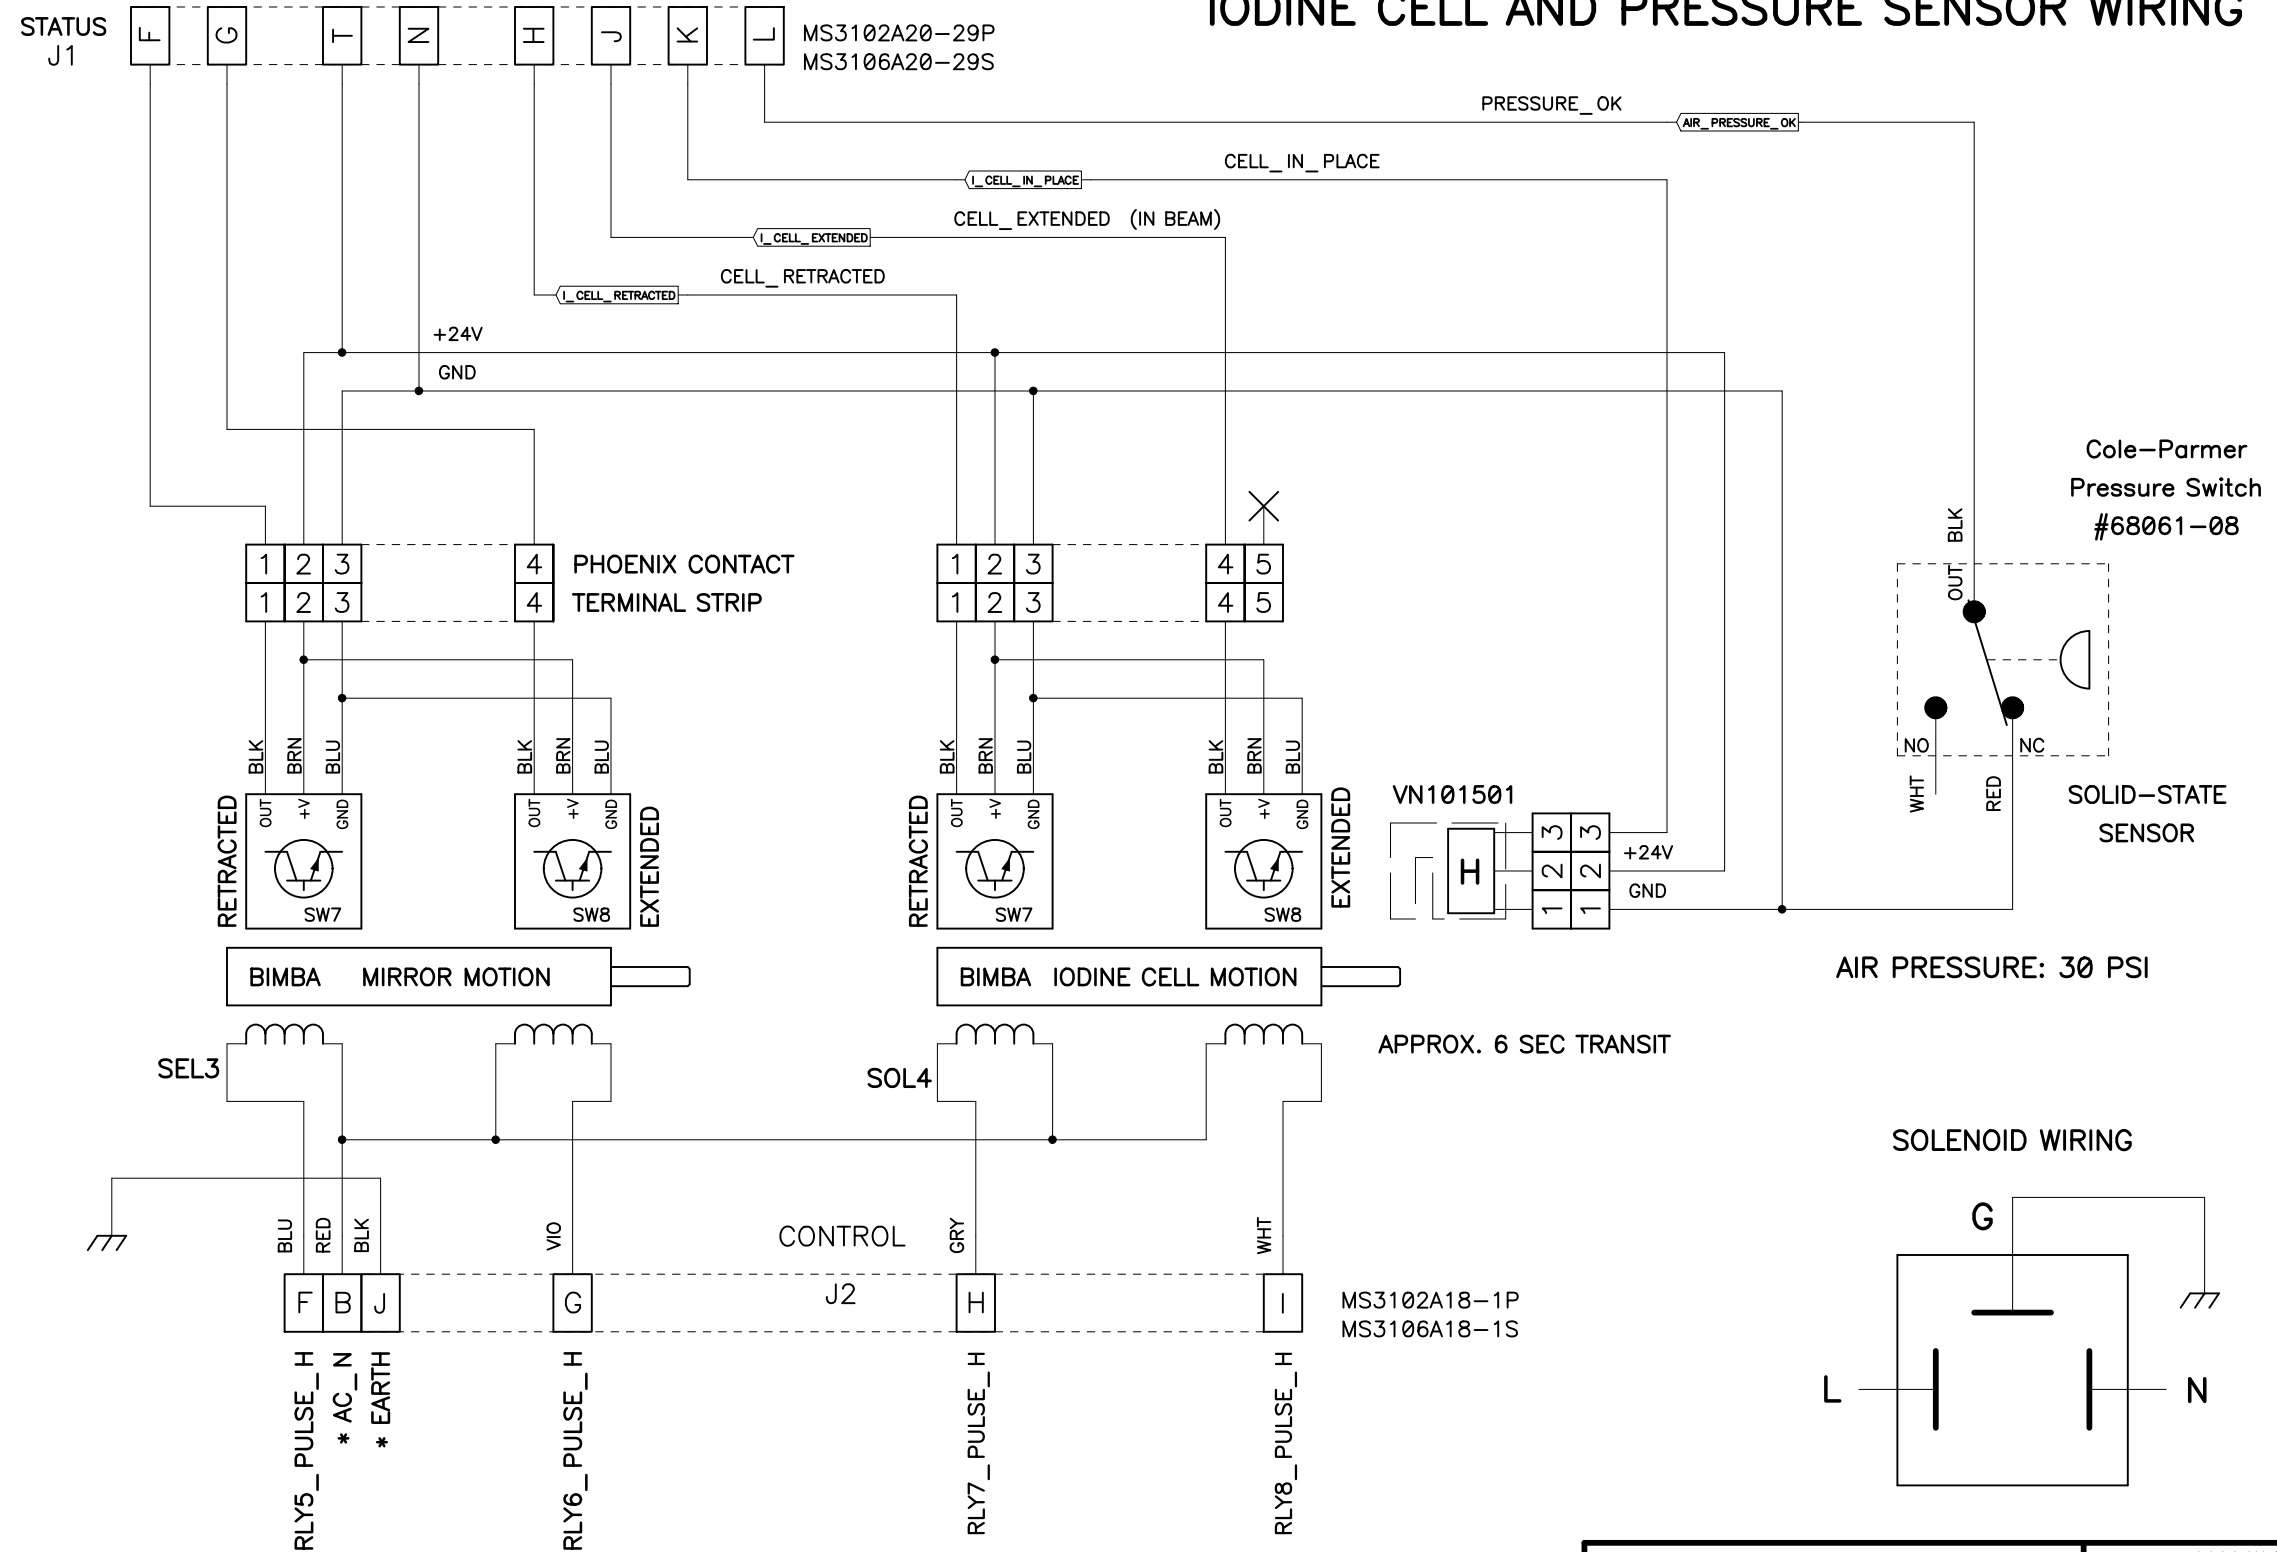 IODINE CELL AND PRESSURE SENSOR WIRING
STATUS
J1
F G T N H J K L
MS3102A20-29P
MS3106A20-29S
PRESSURE_OK
AIR_PRESSURE_OK
CELL_IN_PLACE
I_CELL_IN_PLACE
CELL_EXTENDED (IN BEAM)
I_CELL_EXTENDED
CELL_RETRACTED
I_CELL_RETRACTED
+24V
GND
Cole-Parmer
Pressure Switch
#68061-08
BLK
OUT
NO
NC
WHT
RED
SOLID-STATE
SENSOR
1 2 3 4 PHOENIX CONTACT
1 2 3 4 TERMINAL STRIP
1 2 3 4 5
1 2 3 4 5
BLK BRN BLU
BLK BRN BLU
BLK BRN BLU
BLK BRN BLU
RETRACTED
OUT +V GND
SW7
OUT +V GND
SW8
EXTENDED
RETRACTED
OUT +V GND
SW7
OUT +V GND
SW8
EXTENDED
VN101501
H
3 3
2 2
1 1
+24V
GND
BIMBA MIRROR MOTION
BIMBA IODINE CELL MOTION
AIR PRESSURE: 30 PSI
APPROX. 6 SEC TRANSIT
SEL3
SOL4
BLU RED BLK
VIO
CONTROL
GRY
WHT
F B J G
J2
H I
MS3102A18-1P
MS3106A18-1S
RLY5_PULSE_H
* AC_N
* EARTH
RLY6_PULSE_H
RLY7_PULSE_H
RLY8_PULSE_H
SOLENOID WIRING
G
L
N